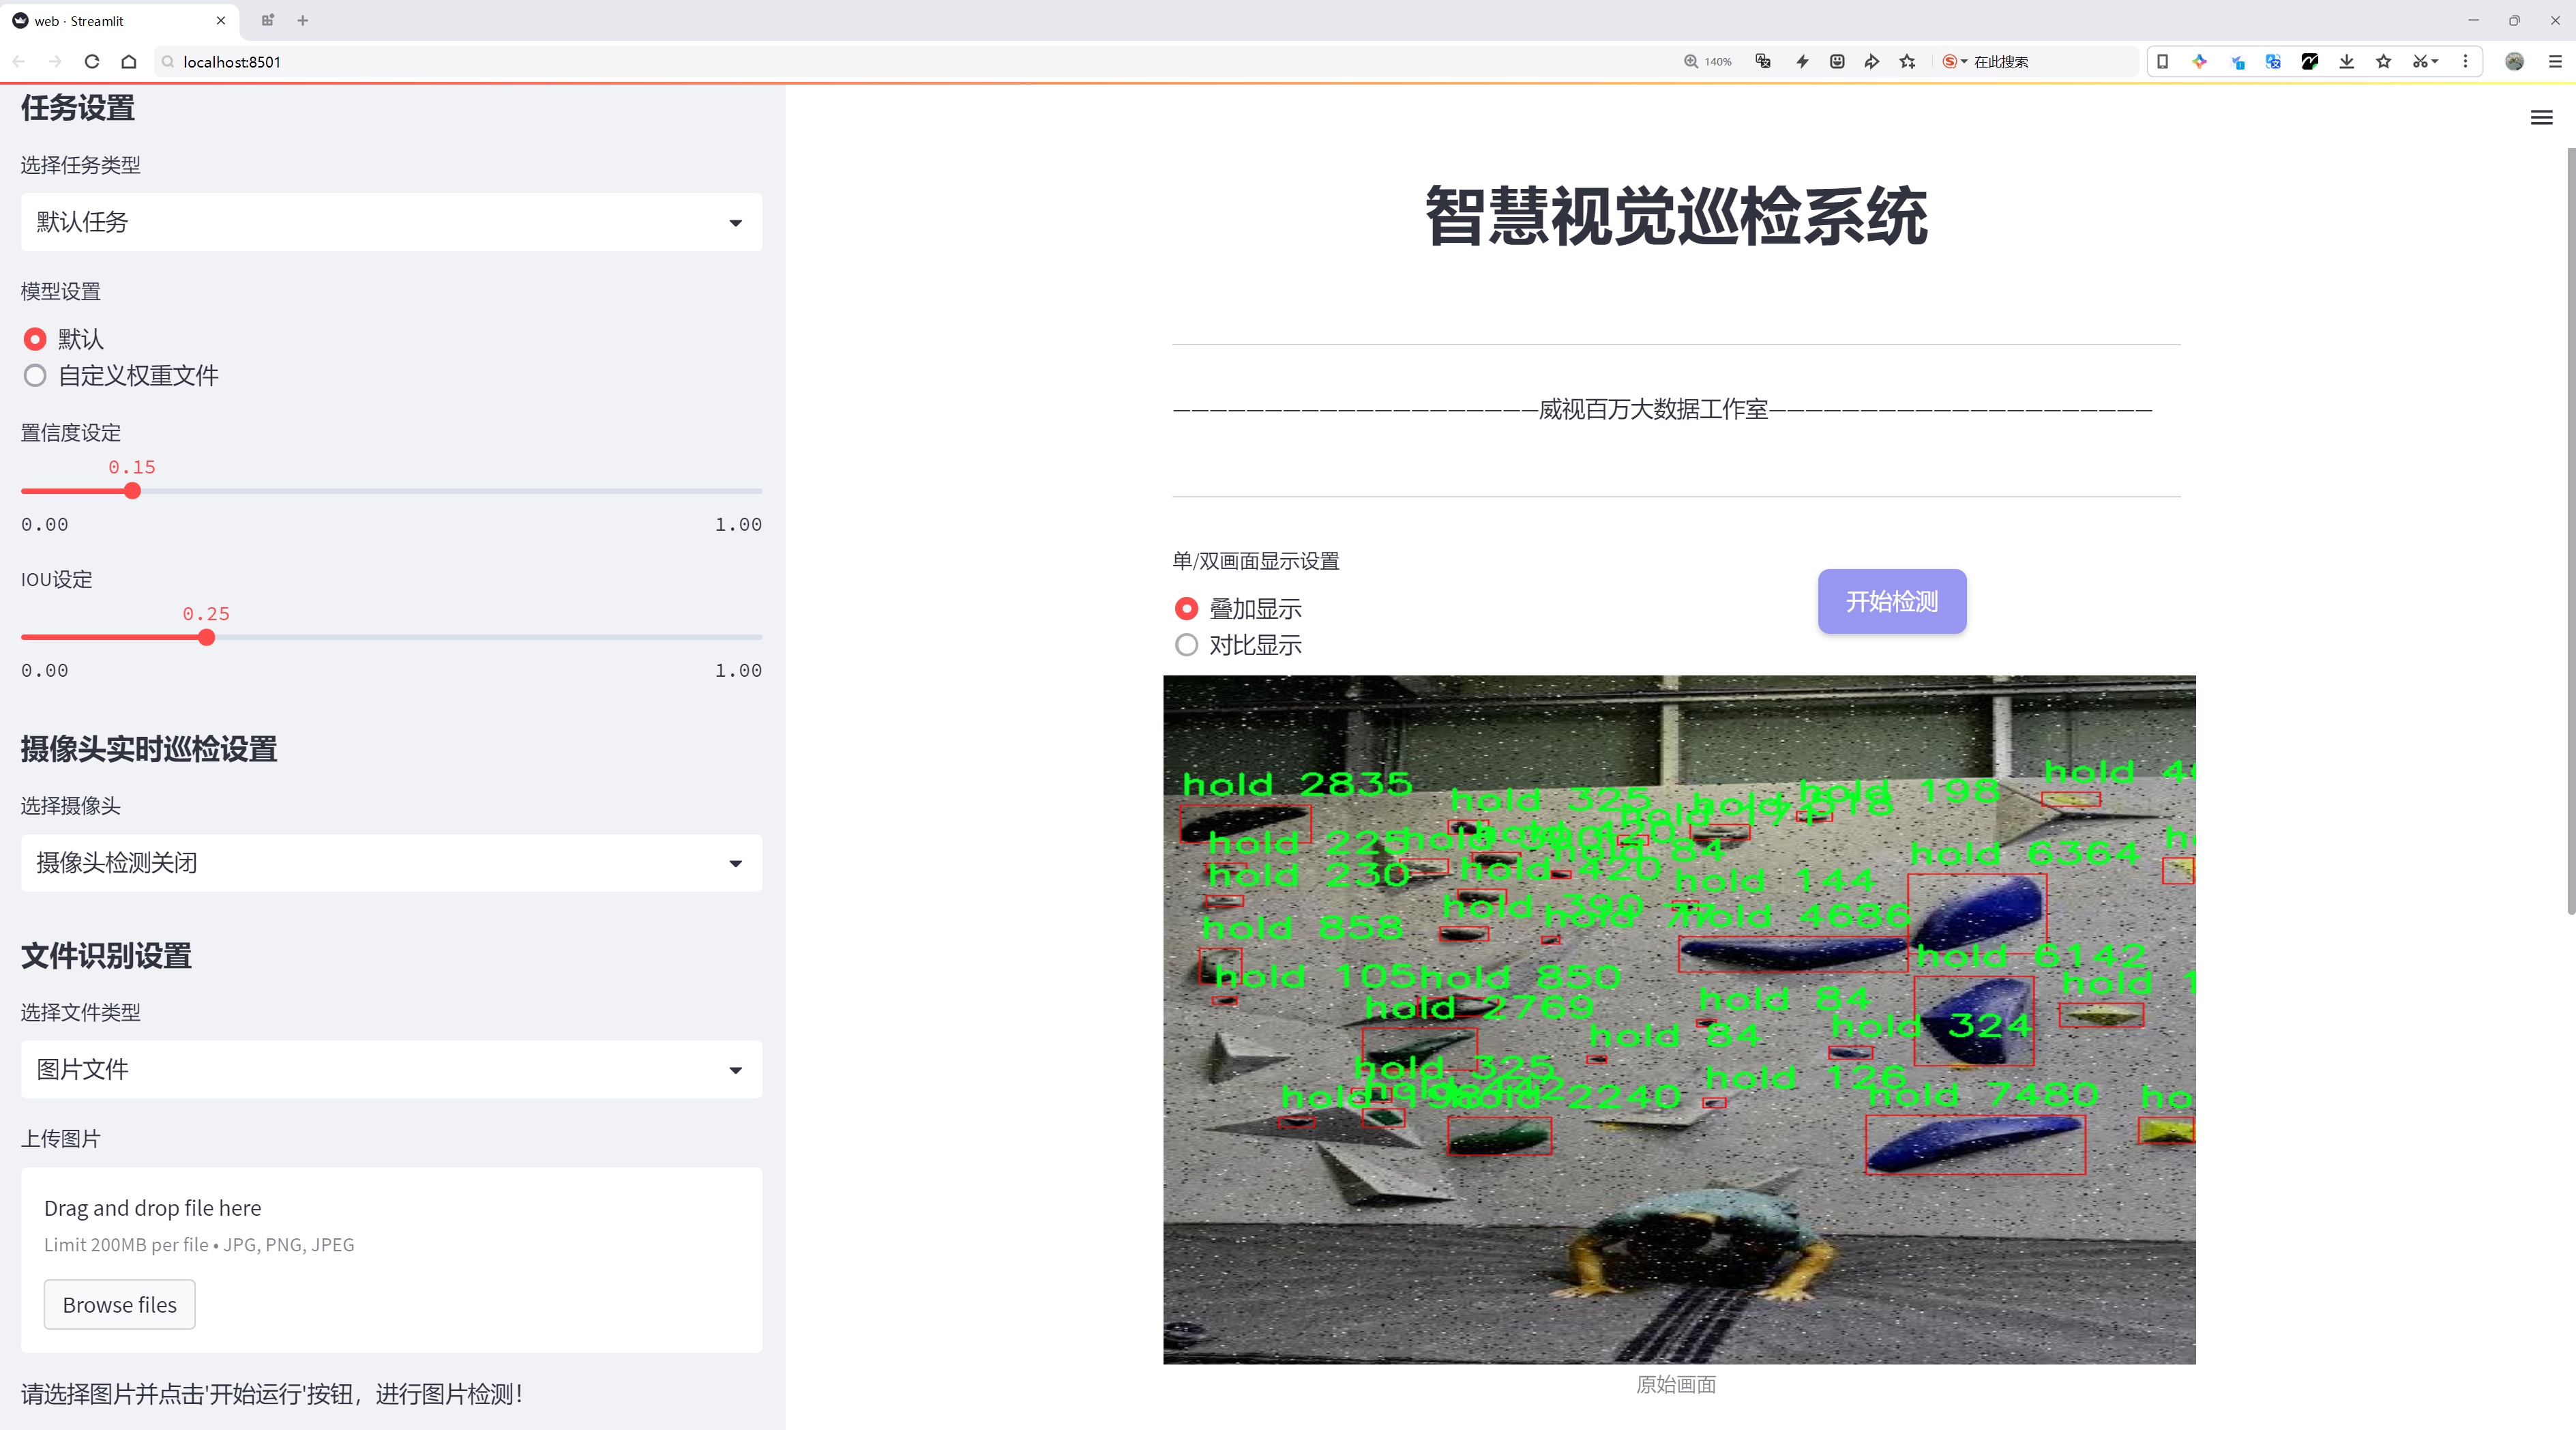 web · Streamlit
localhost:8501
140%
在此搜索
任务设置
选择任务类型
默认任务
模型设置
默认
自定义权重文件
置信度设定
0.15
0.00 1.00
IOU设定
0.25
0.00 1.00
摄像头实时巡检设置
选择摄像头
摄像头检测关闭
文件识别设置
选择文件类型
图片文件
上传图片
Drag and drop file here
Limit 200MB per file • JPG, PNG, JPEG
Browse files
请选择图片并点击'开始运行'按钮，进行图片检测！
智慧视觉巡检系统
————————————————————威视百万大数据工作室—————————————————————
单/双画面显示设置
叠加显示
对比显示
开始检测
hold 2835
hold 325
hold 198
hold
hold 225
hold 84
hold 6364
hold 230
hold 420
hold 144
hold 390
hold 77
hold 4686
hold 858
hold 6142
hold 105
hold 850
hold 2769
hold 84
hold
hold 84
hold 324
hold 325
hold 126
hold 2240
hold 7480
原始画面